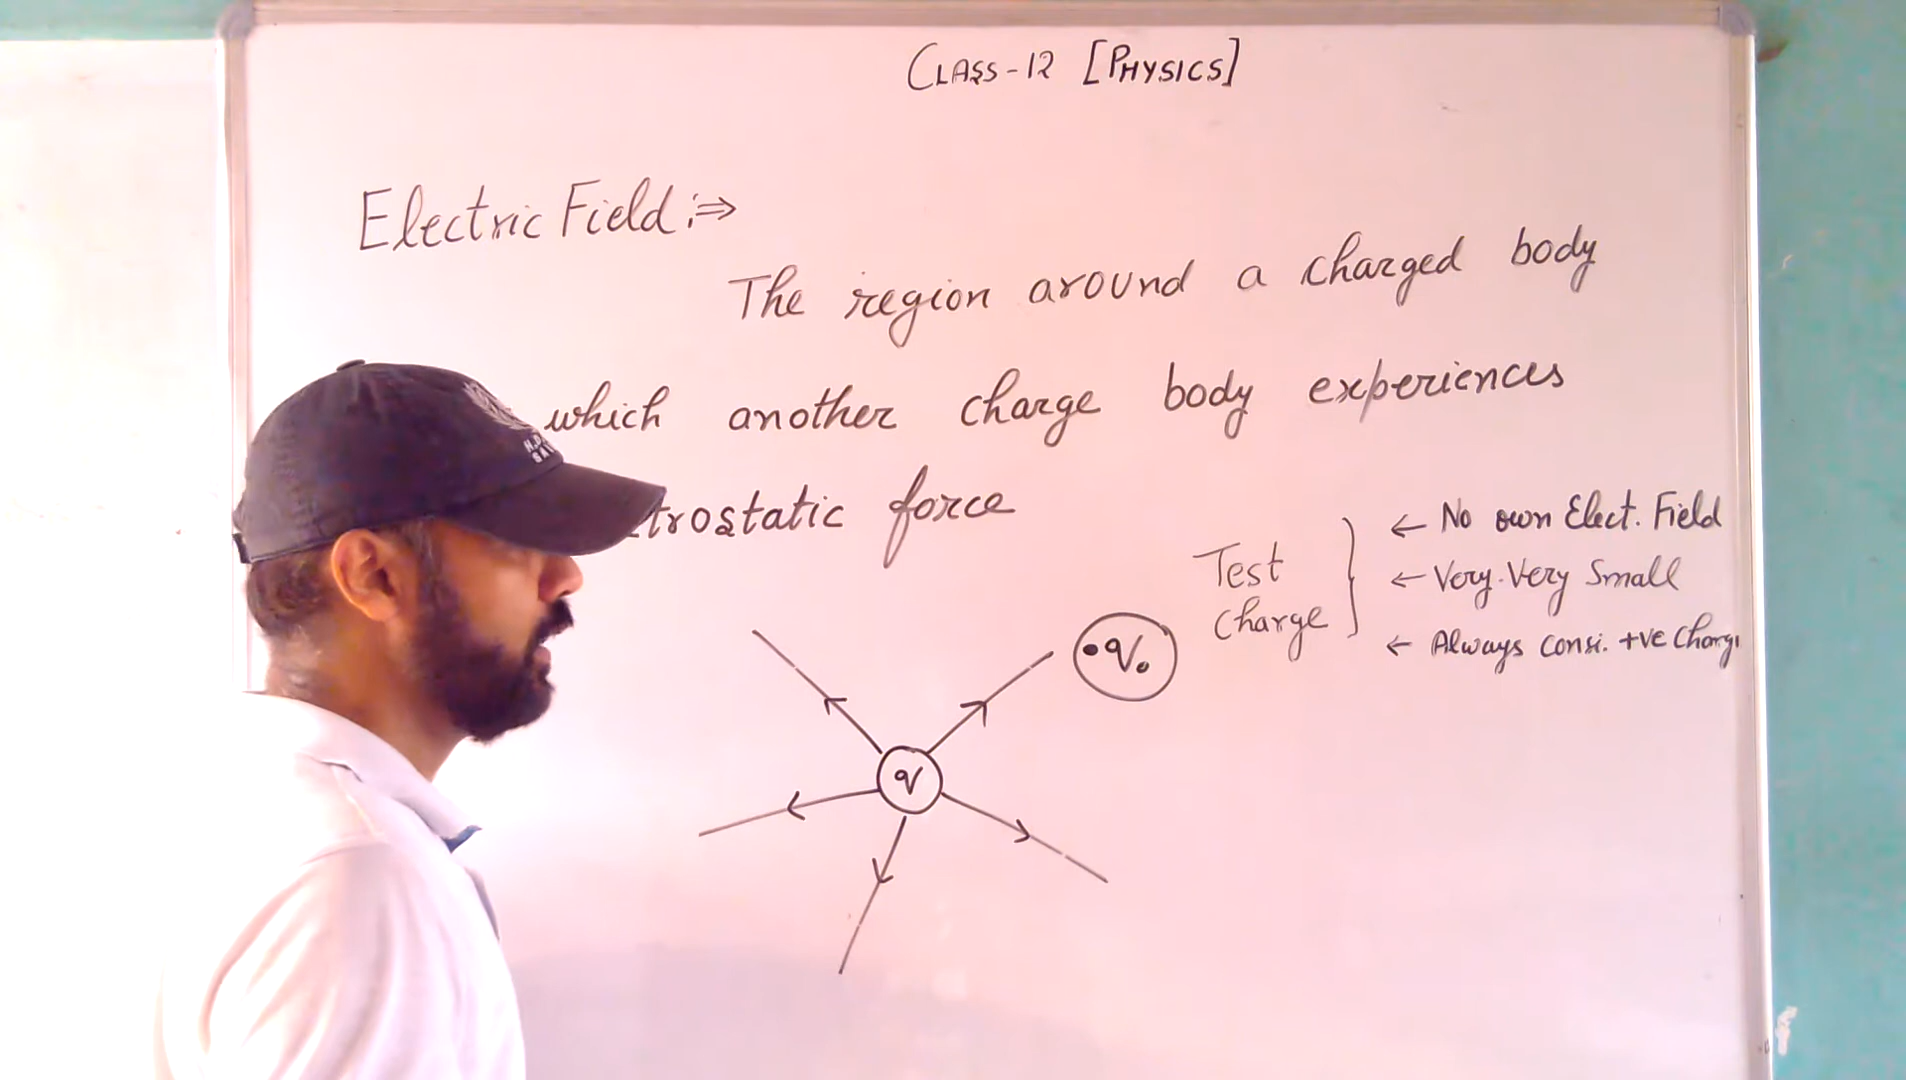 CLASS-12 [PHYSICS]
Electric Field :⇒
The region around a charged body
which another charge body experiences
trostatic force
Test
Charge
← No own Elect. Field
← Very-Very Small
← Always Consi. +ve Charg
q₀
q